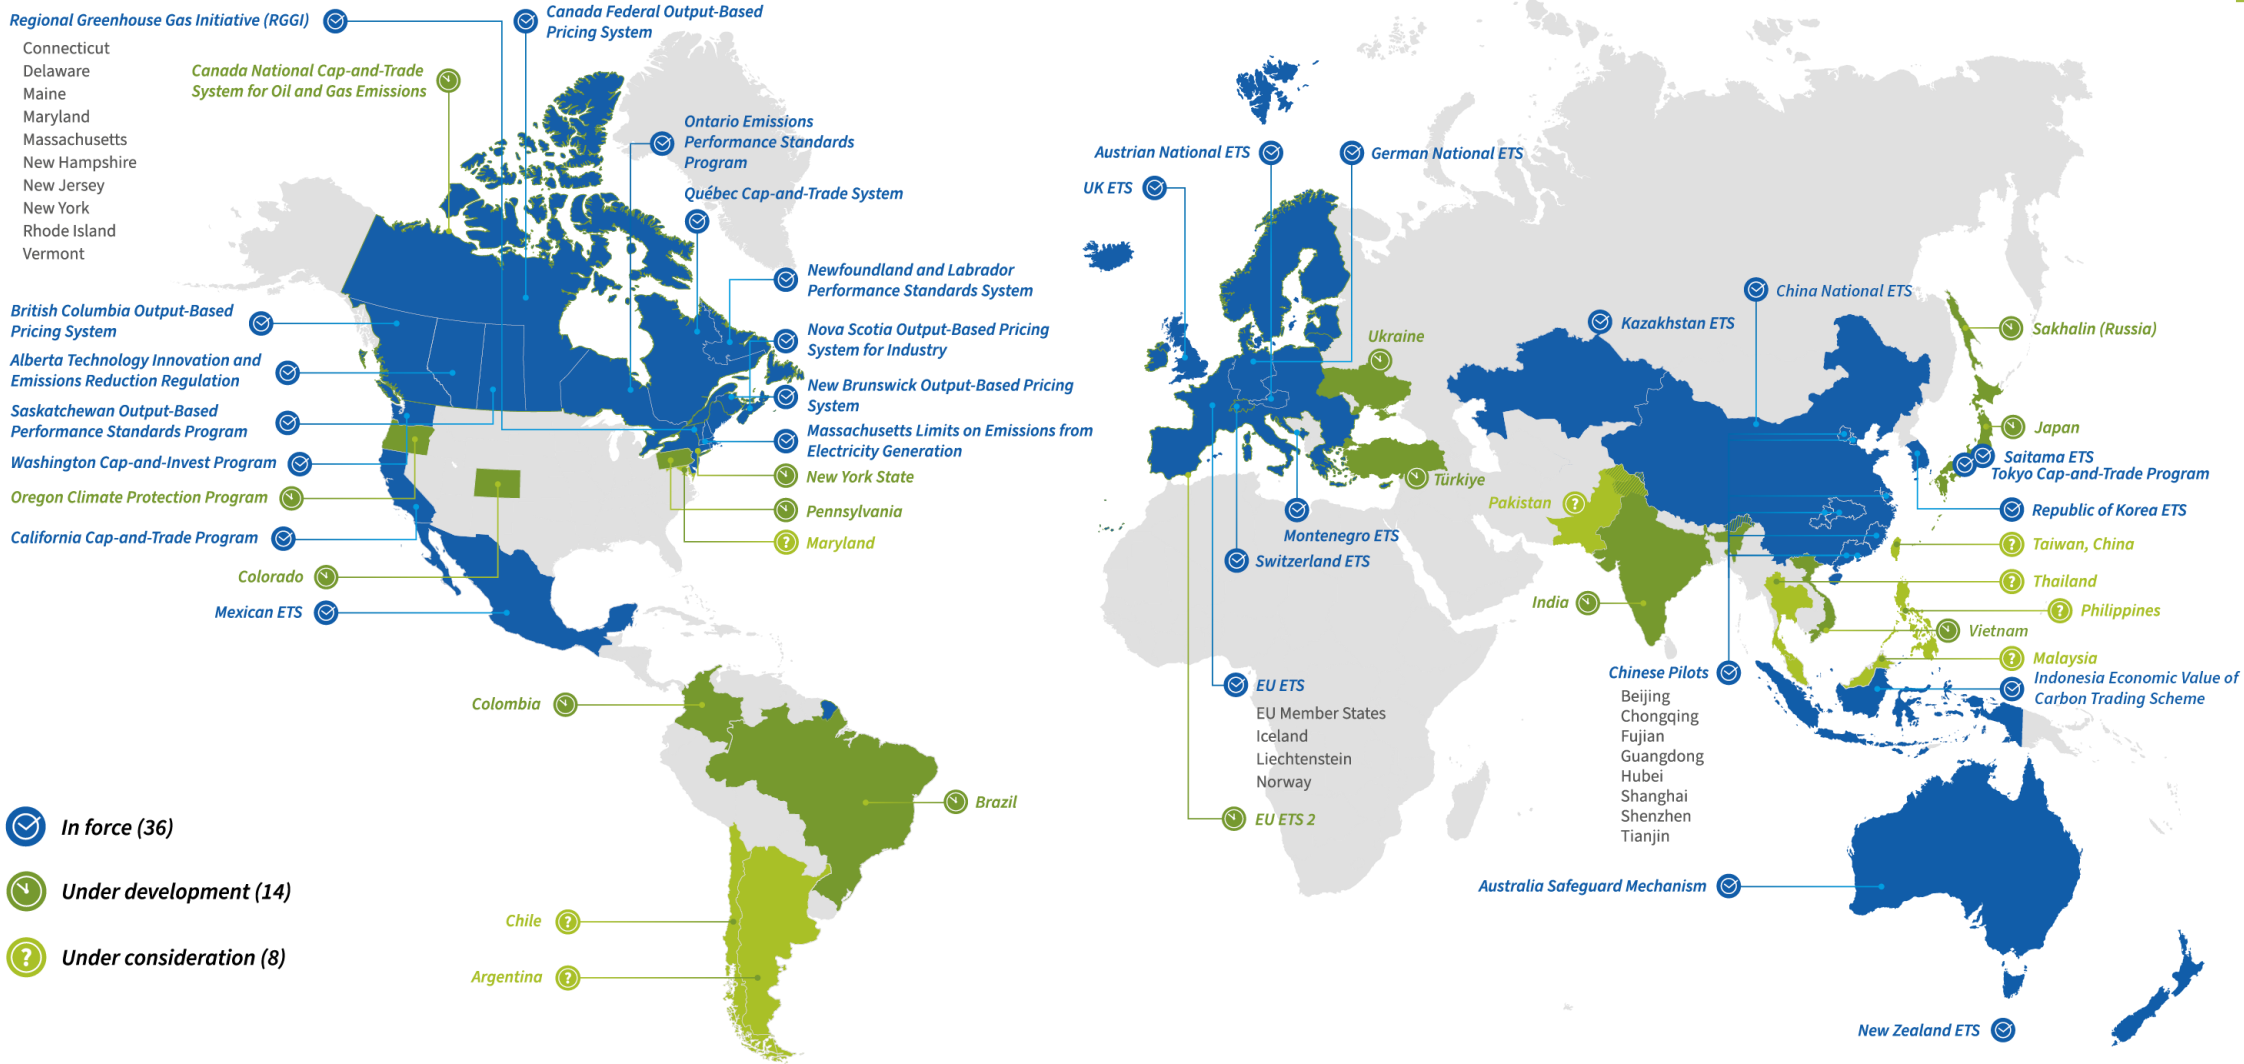 Regional Greenhouse Gas Initiative (RGGI)
Connecticut
Delaware
Maine
Maryland
Massachusetts
New Hampshire
New Jersey
New York
Rhode Island
Vermont
Canada Federal Output-Based
Pricing System
Canada National Cap-and-Trade
System for Oil and Gas Emissions
Ontario Emissions
Performance Standards
Program
Québec Cap-and-Trade System
Newfoundland and Labrador
Performance Standards System
Nova Scotia Output-Based Pricing
System for Industry
New Brunswick Output-Based Pricing
System
Massachusetts Limits on Emissions from
Electricity Generation
New York State
Pennsylvania
Maryland
British Columbia Output-Based
Pricing System
Alberta Technology Innovation and
Emissions Reduction Regulation
Saskatchewan Output-Based
Performance Standards Program
Washington Cap-and-Invest Program
Oregon Climate Protection Program
California Cap-and-Trade Program
Colorado
Mexican ETS
Colombia
Brazil
Chile
Argentina
In force (36)
Under development (14)
Under consideration (8)
Austrian National ETS
German National ETS
UK ETS
Ukraine
Türkiye
Montenegro ETS
Switzerland ETS
EU ETS
EU Member States
Iceland
Liechtenstein
Norway
EU ETS 2
Kazakhstan ETS
China National ETS
Pakistan
India
Chinese Pilots
Beijing
Chongqing
Fujian
Guangdong
Hubei
Shanghai
Shenzhen
Tianjin
Sakhalin (Russia)
Japan
Saitama ETS
Tokyo Cap-and-Trade Program
Republic of Korea ETS
Taiwan, China
Thailand
Philippines
Vietnam
Malaysia
Indonesia Economic Value of
Carbon Trading Scheme
Australia Safeguard Mechanism
New Zealand ETS